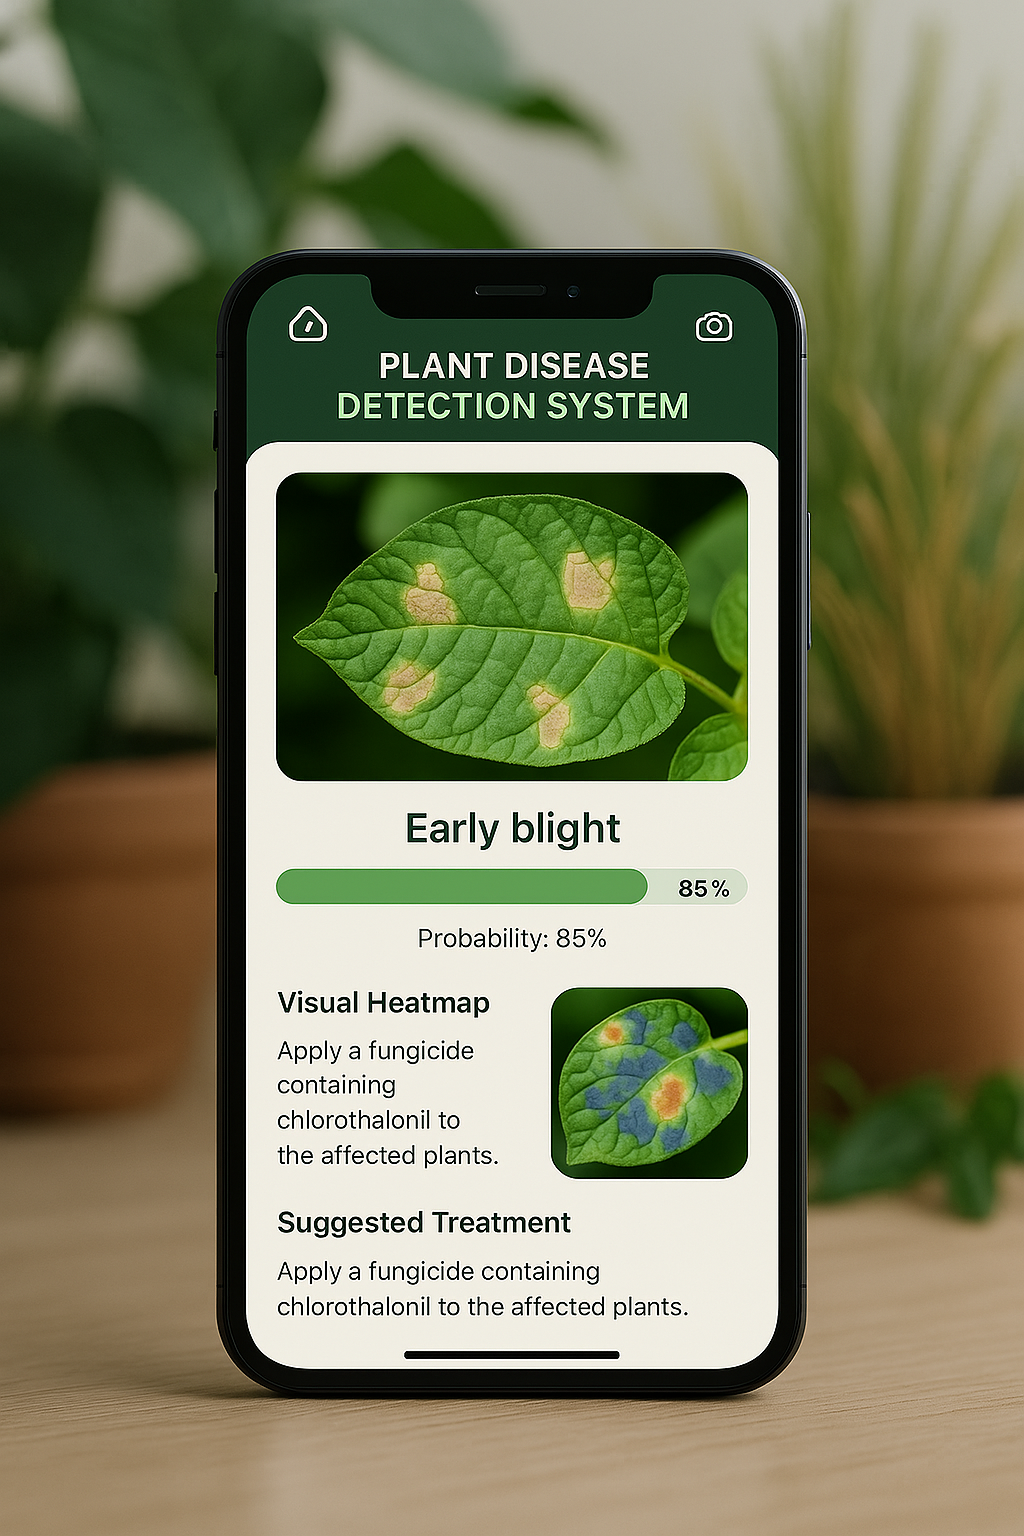 PLANT DISEASE
DETECTION SYSTEM
Early blight
85%
Probability: 85%
Visual Heatmap
Apply a fungicide
containing
chlorothalonil to
the affected plants.
Suggested Treatment
Apply a fungicide containing
chlorothalonil to the affected plants.